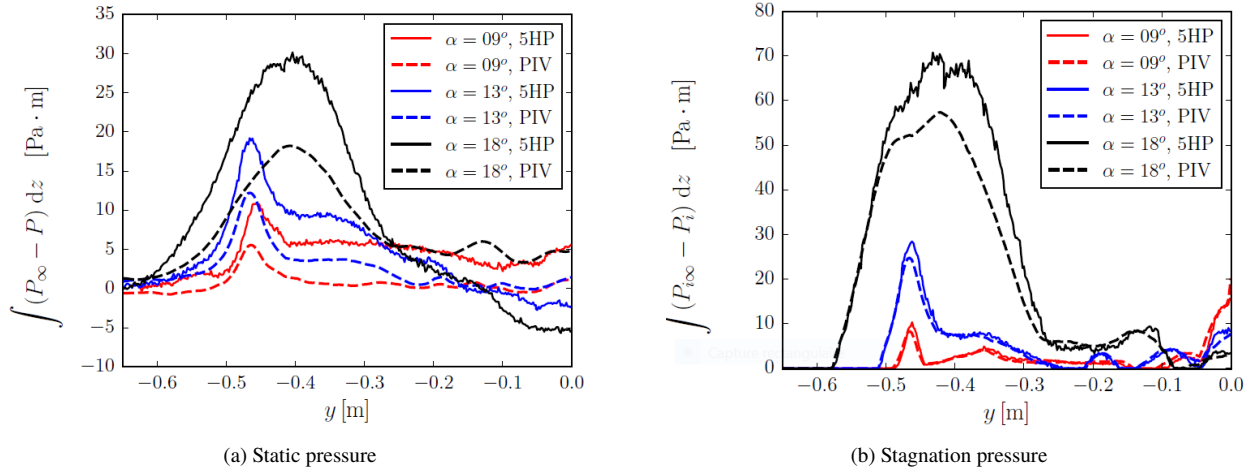 35
30
25
20
15
10
5
0
−5
−10
−0.6
−0.5
−0.4
−0.3
−0.2
−0.1
0.0
y [m]
∫ (P∞ − P) dz [Pa · m]
α = 09°, 5HP
α = 09°, PIV
α = 13°, 5HP
α = 13°, PIV
α = 18°, 5HP
α = 18°, PIV
(a) Static pressure
80
70
60
50
40
30
20
10
0
−0.6
−0.5
−0.4
−0.3
−0.2
−0.1
0.0
y [m]
∫ (Pi∞ − Pi) dz [Pa · m]
α = 09°, 5HP
α = 09°, PIV
α = 13°, 5HP
α = 13°, PIV
α = 18°, 5HP
α = 18°, PIV
(b) Stagnation pressure